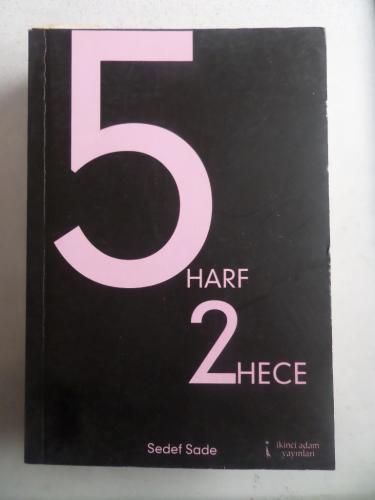 5
HARF
2 HECE
Sedef Sade
ikinci adam
yayınları